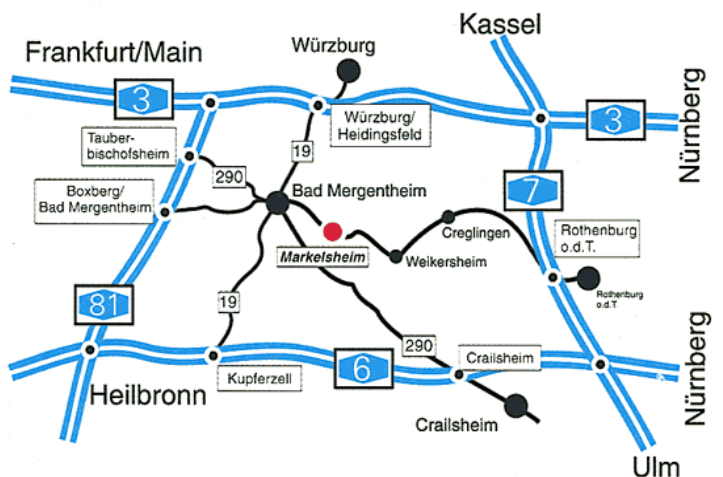 Kassel
Würzburg
Frankfurt/Main
3
Würzburg/
Heidingsfeld
3
Nürnberg
Tauber-
bischofsheim
19
290
Boxberg/
Bad Mergentheim
Bad Mergentheim
7
Creglingen
Rothenburg
o.d.T.
Markelsheim
Weikersheim
Rothenburg
o.d.T
81
19
290
Kupferzell
6
Crailsheim
Heilbronn
Crailsheim
Nürnberg
Ulm